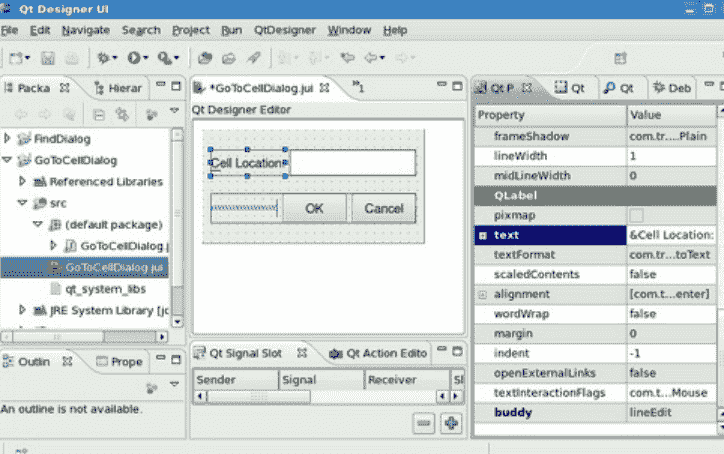 Qt Designer UI
File Edit Navigate Search Project Run QtDesigner Window Help
Packa Hierar
FindDialog
GoToCellDialog
Referenced Libraries
src
(default package)
GoToCellDialog.j
GoToCellDialog.jui
qt_system_libs
JRE System Library [jd
Outlin Prope
An outline is not available.
*GoToCellDialog.jui »1
Qt Designer Editor
Cell Location:
OK Cancel
Qt Signal Slot Qt Action Edito
Sender Signal Receiver Sl
Qt P Qt Qt Deb
Property Value
frameShadow com.tr....Plain
lineWidth 1
midLineWidth 0
QLabel
pixmap
text &Cell Location:
textFormat com.tr...toText
scaledContents false
alignment [com.t...enter]
wordWrap false
margin 0
indent -1
openExternalLinks false
textInteractionFlags com.t...Mouse
buddy lineEdit